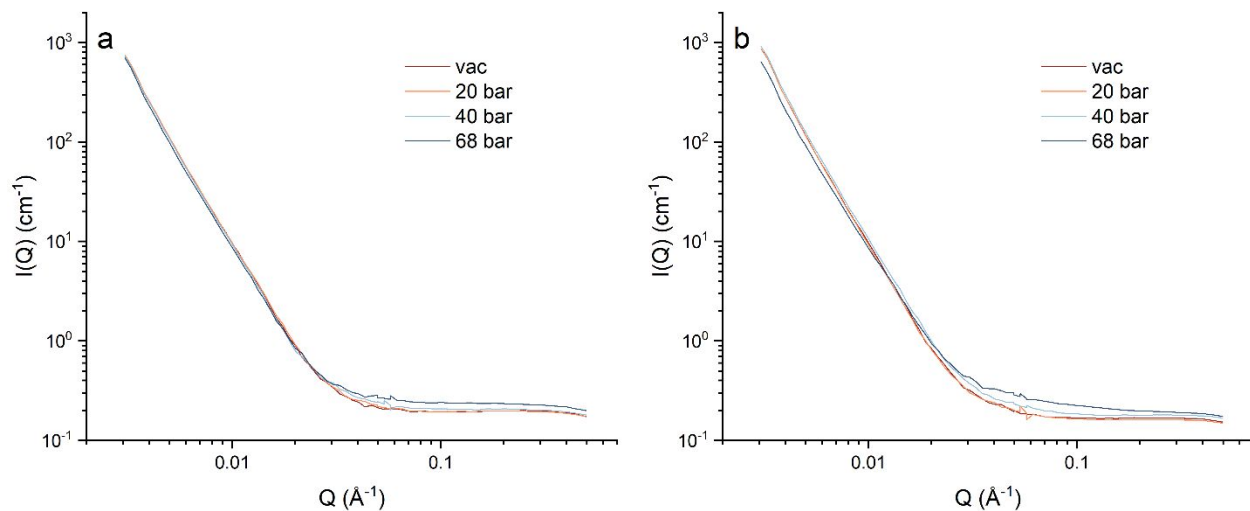 a
vac
20 bar
40 bar
68 bar
10³
10²
10¹
10⁰
10⁻¹
I(Q) (cm⁻¹)
0.01
0.1
Q (Å⁻¹)
b
vac
20 bar
40 bar
68 bar
10³
10²
10¹
10⁰
10⁻¹
I(Q) (cm⁻¹)
0.01
0.1
Q (Å⁻¹)